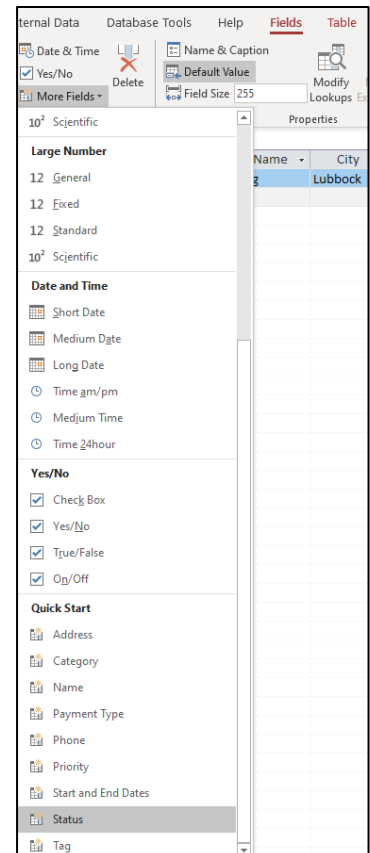 ternal Data Database Tools Help Fields Table
Date & Time
Yes/No
More Fields
Delete
Name & Caption
Default Value
Field Size 255
Modify
Lookups Ex
Properties
Name City
g Lubbock
10² Scientific
Large Number
12 General
12 Fixed
12 Standard
10² Scientific
Date and Time
Short Date
Medium Date
Long Date
Time am/pm
Medium Time
Time 24hour
Yes/No
Check Box
Yes/No
True/False
On/Off
Quick Start
Address
Category
Name
Payment Type
Phone
Priority
Start and End Dates
Status
Tag